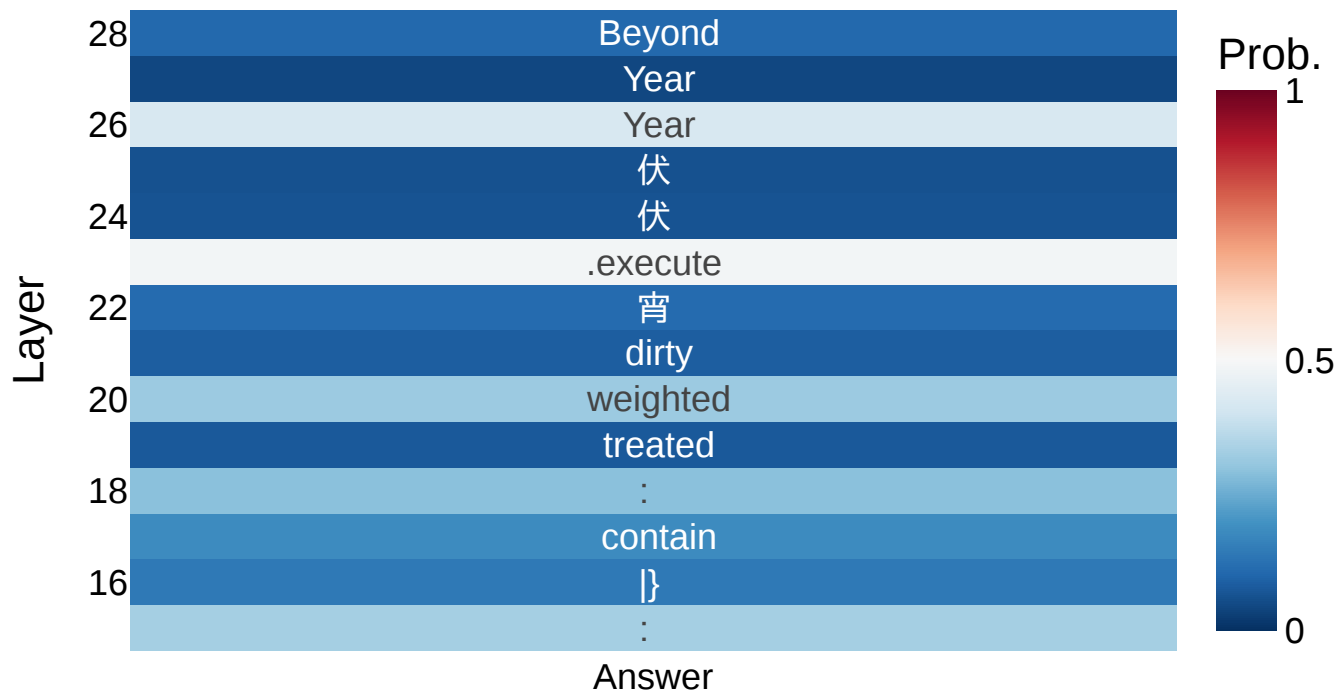 28 Beyond
Prob.
Year
1
26 Year
伏
24 伏
.execute
22 宵
dirty
0.5
Layer
20 weighted
treated
18 :
contain
16 |}
:
0
Answer